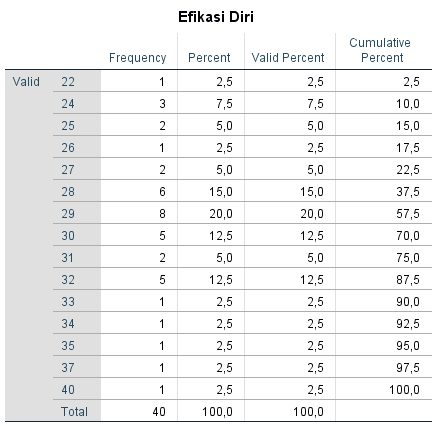 Efikasi Diri
Frequency Percent Valid Percent Cumulative Percent
Valid 22 1 2,5 2,5 2,5
24 3 7,5 7,5 10,0
25 2 5,0 5,0 15,0
26 1 2,5 2,5 17,5
27 2 5,0 5,0 22,5
28 6 15,0 15,0 37,5
29 8 20,0 20,0 57,5
30 5 12,5 12,5 70,0
31 2 5,0 5,0 75,0
32 5 12,5 12,5 87,5
33 1 2,5 2,5 90,0
34 1 2,5 2,5 92,5
35 1 2,5 2,5 95,0
37 1 2,5 2,5 97,5
40 1 2,5 2,5 100,0
Total 40 100,0 100,0